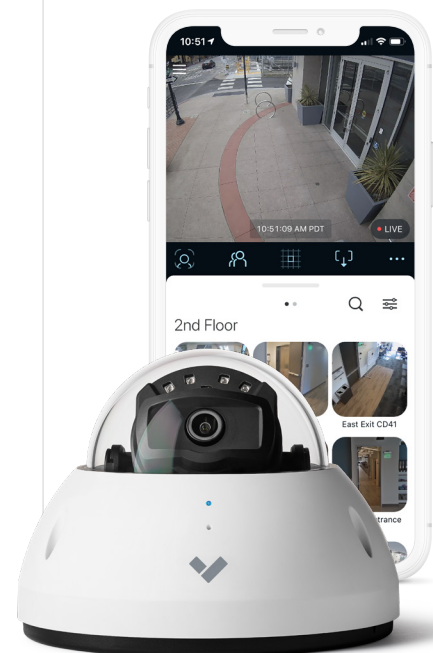 10:51
10:51:09 AM PDT
LIVE
2nd Floor
East Exit CD41
trance